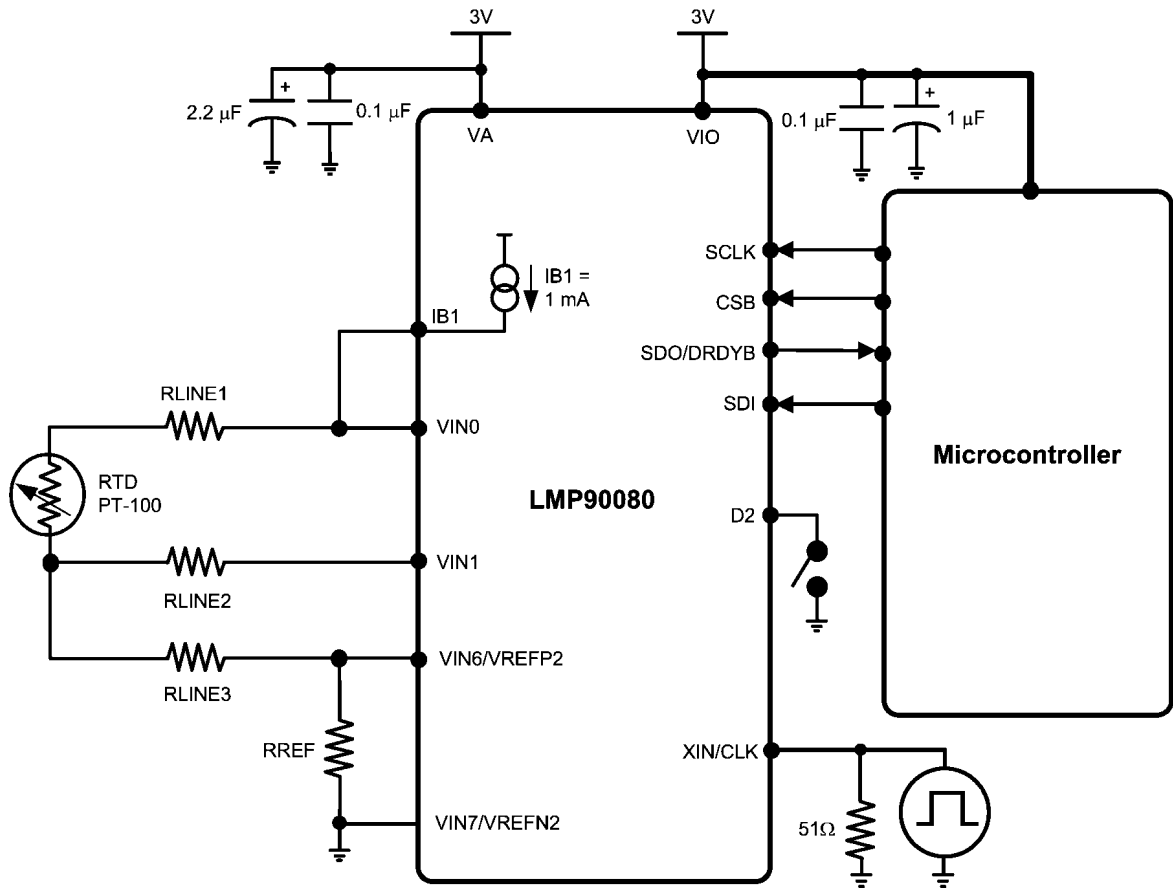 3V
3V
+
2.2 μF
0.1 μF
+
0.1 μF
1 μF
VA
VIO
SCLK
CSB
SDO/DRDYB
SDI
IB1 =
1 mA
IB1
RLINE1
VIN0
RTD
PT-100
LMP90080
Microcontroller
D2
VIN1
RLINE2
VIN6/VREFP2
RLINE3
RREF
XIN/CLK
VIN7/VREFN2
51Ω